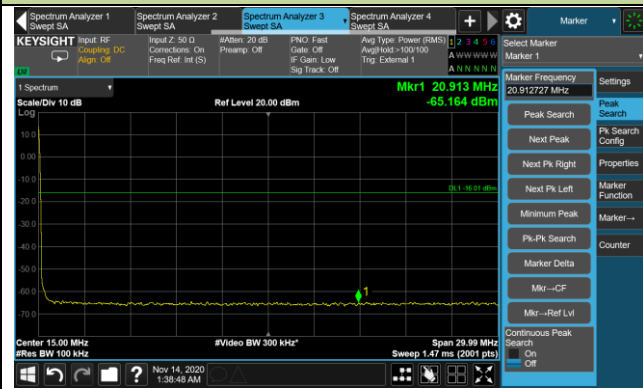 Spectrum Analyzer 1
Swept SA
Spectrum Analyzer 2
Swept SA
Spectrum Analyzer 3
Swept SA
Spectrum Analyzer 4
Swept SA
Marker
KEYSIGHT
Input: RF
Coupling: DC
Align: Off
Input Z: 50 Ω
Corrections: On
Freq Ref: Int (S)
#Atten: 20 dB
Preamp: Off
PNO: Fast
Gate: Off
IF Gain: Low
Sig Track: Off
Avg Type: Power (RMS)
Avg|Hold:>100/100
Trig: External 1
1 2 3 4 5 6
A W W W W W
A N N N N N
LXI
Select Marker
Marker 1
1 Spectrum
Scale/Div 10 dB
Log
Ref Level 20.00 dBm
Mkr1 20.913 MHz
-65.164 dBm
10.0
0.00
-10.0
-20.0
-30.0
-40.0
-50.0
-60.0
-70.0
DL1 -16.01 dBm
1
Center 15.00 MHz
#Res BW 100 kHz
#Video BW 300 kHz*
Span 29.99 MHz
Sweep 1.47 ms (2001 pts)
Marker Frequency
20.912727 MHz
Peak Search
Next Peak
Next Pk Right
Next Pk Left
Minimum Peak
Pk-Pk Search
Marker Delta
Mkr→CF
Mkr→Ref Lvl
Continuous Peak
Search
On
Off
Settings
Peak
Search
Pk Search
Config
Properties
Marker
Function
Marker→
Counter
?
Nov 14, 2020
1:38:48 AM